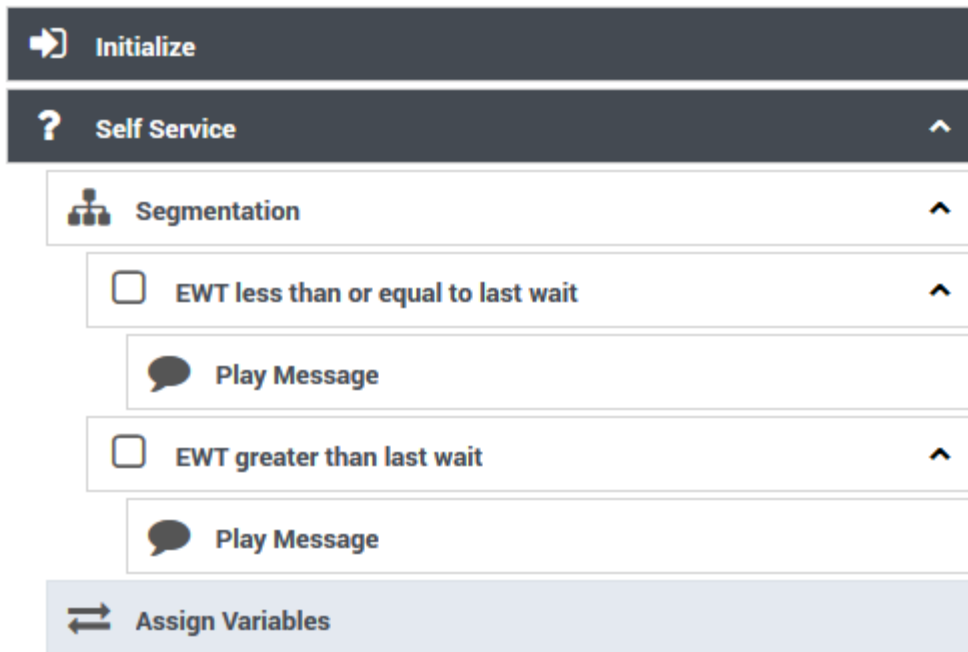 Initialize
Self Service
Segmentation
EWT less than or equal to last wait
Play Message
EWT greater than last wait
Play Message
Assign Variables